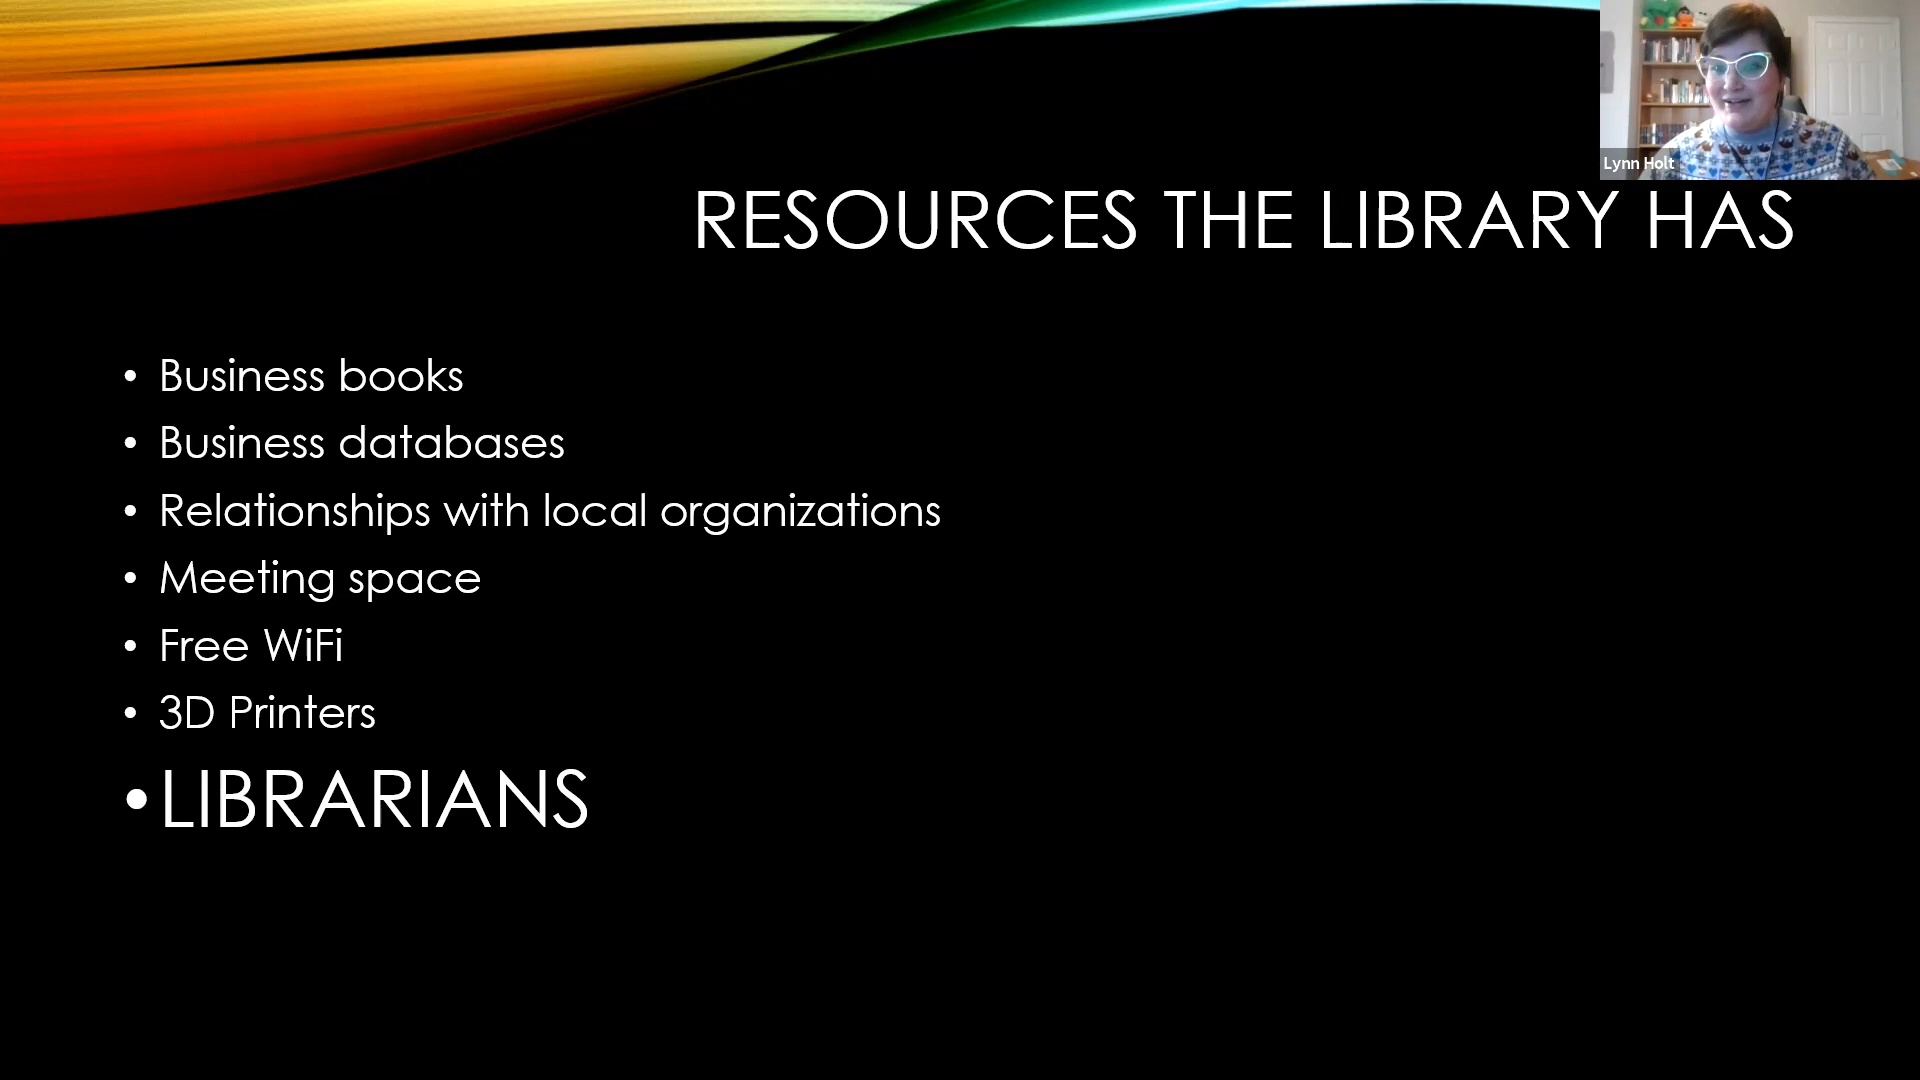 Lynn Holt
RESOURCES THE LIBRARY HAS
• Business books
• Business databases
• Relationships with local organizations
• Meeting space
• Free WiFi
• 3D Printers
• LIBRARIANS